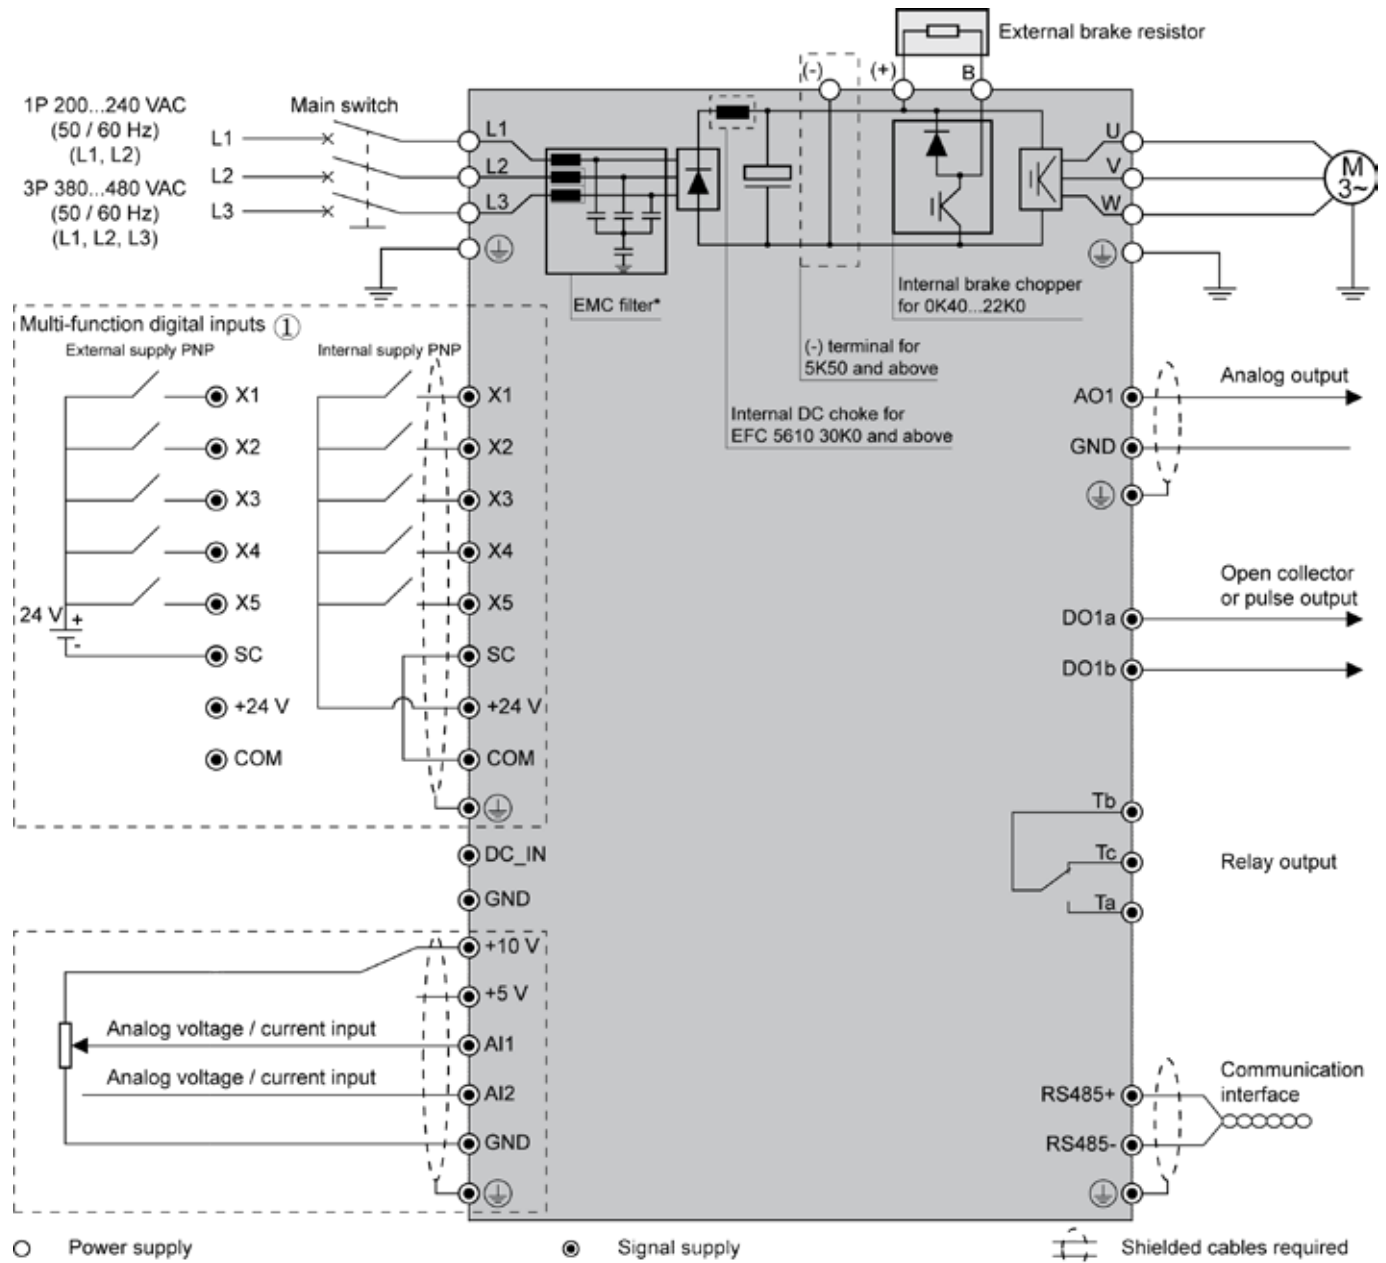 External brake resistor
(-)
(+)
B
1P 200...240 VAC
(50 / 60 Hz)
(L1, L2)
3P 380...480 VAC
(50 / 60 Hz)
(L1, L2, L3)
Main switch
L1
L2
L3
L1
L2
L3
U
V
W
M
3~
EMC filter*
Internal brake chopper
for 0K40...22K0
(-) terminal for
5K50 and above
Internal DC choke for
EFC 5610 30K0 and above
Multi-function digital inputs ①
External supply PNP
Internal supply PNP
X1
X2
X3
X4
X5
24 V
+
-
SC
+24 V
COM
X1
X2
X3
X4
X5
SC
+24 V
COM
DC_IN
GND
+10 V
+5 V
Analog voltage / current input
AI1
Analog voltage / current input
AI2
GND
AO1
Analog output
GND
Open collector
or pulse output
DO1a
DO1b
Tb
Tc
Ta
Relay output
Communication
interface
RS485+
RS485-
Power supply
Signal supply
Shielded cables required